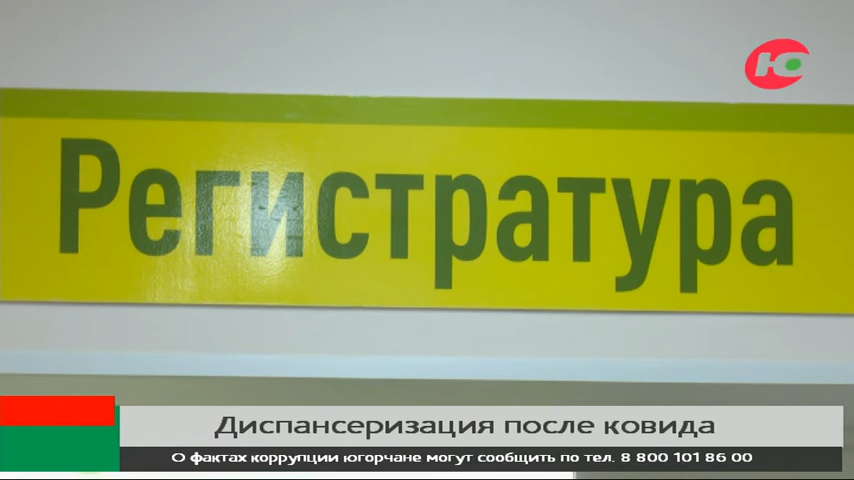 Ю
Регистратура
Диспансеризация после ковида
О фактах коррупции югорчане могут сообщить по тел. 8 800 101 86 00